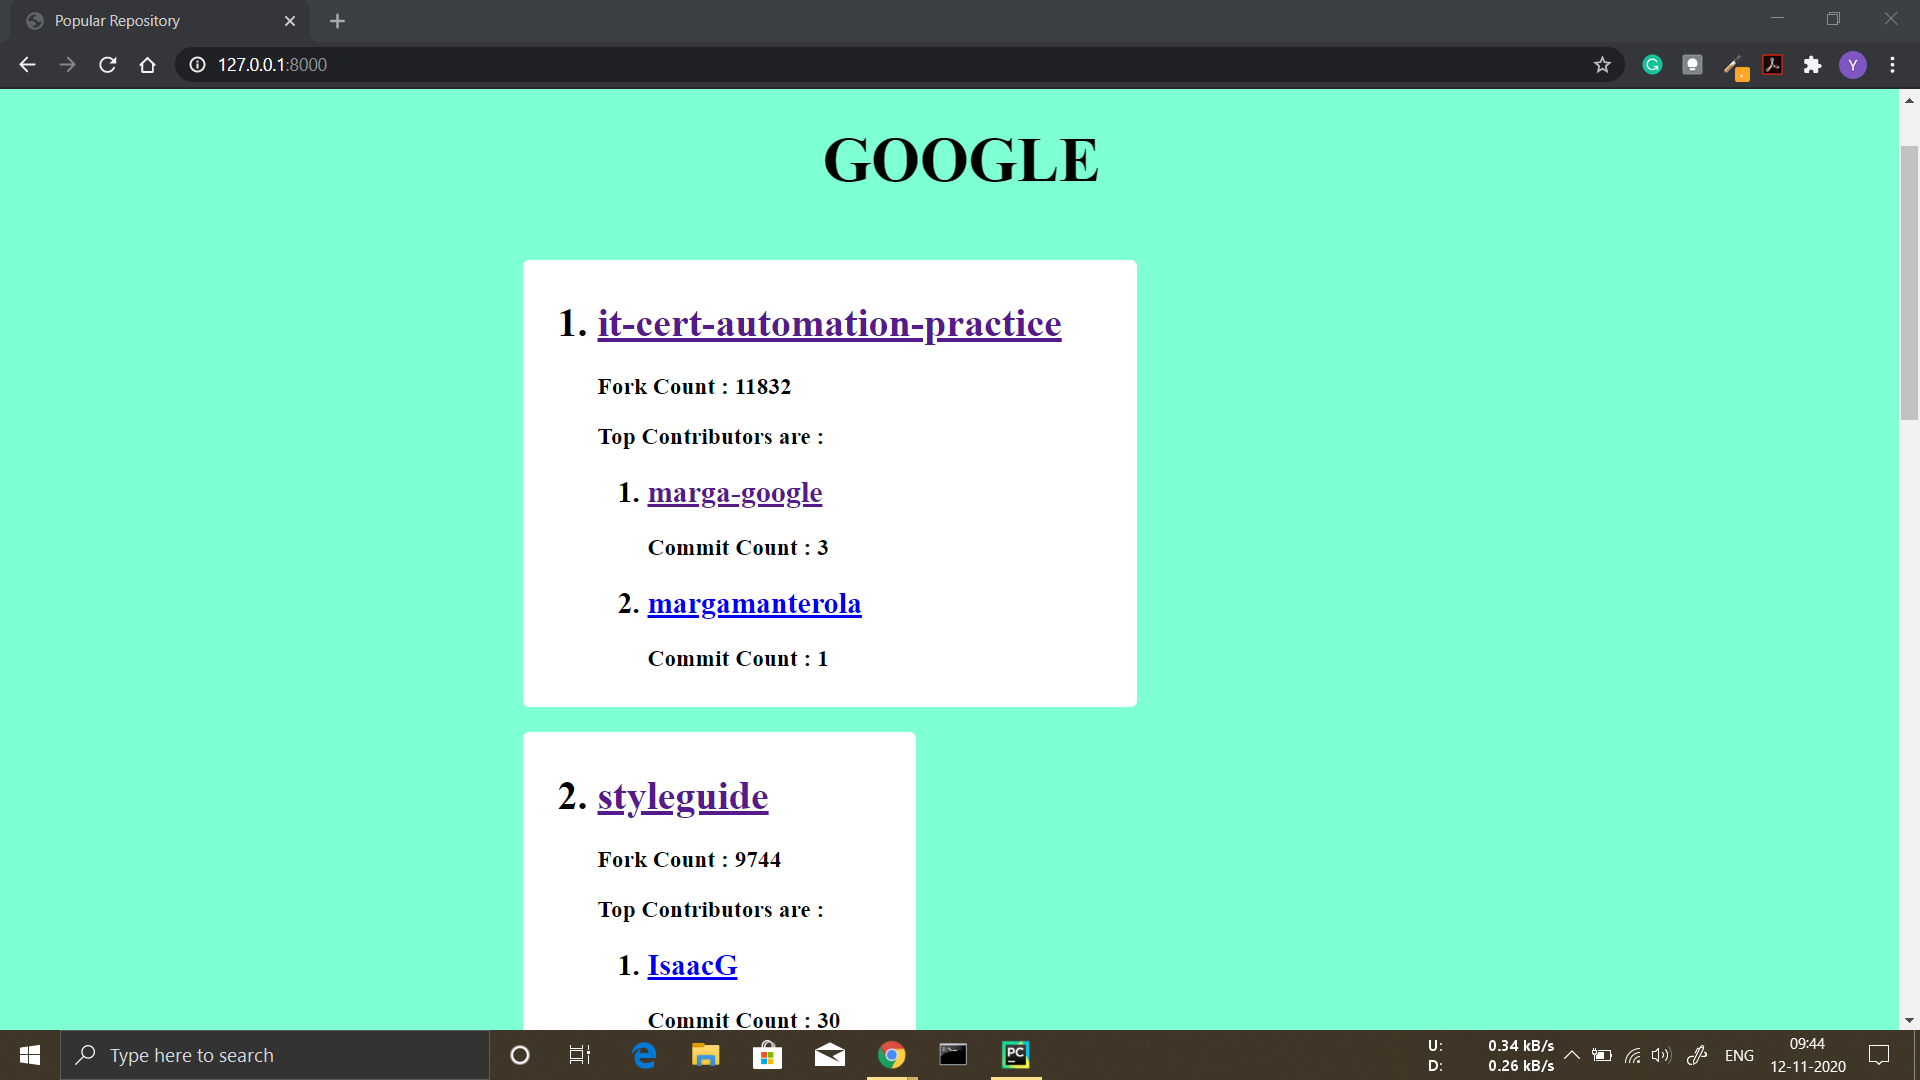 Popular Repository
127.0.0.1:8000
Y
GOOGLE
1. it-cert-automation-practice
Fork Count : 11832
Top Contributors are :
1. marga-google
Commit Count : 3
2. margamanterola
Commit Count : 1
2. styleguide
Fork Count : 9744
Top Contributors are :
1. IsaacG
Commit Count : 30
Type here to search
PC
U: 0.34 kB/s
D: 0.26 kB/s
ENG
09:44
12-11-2020